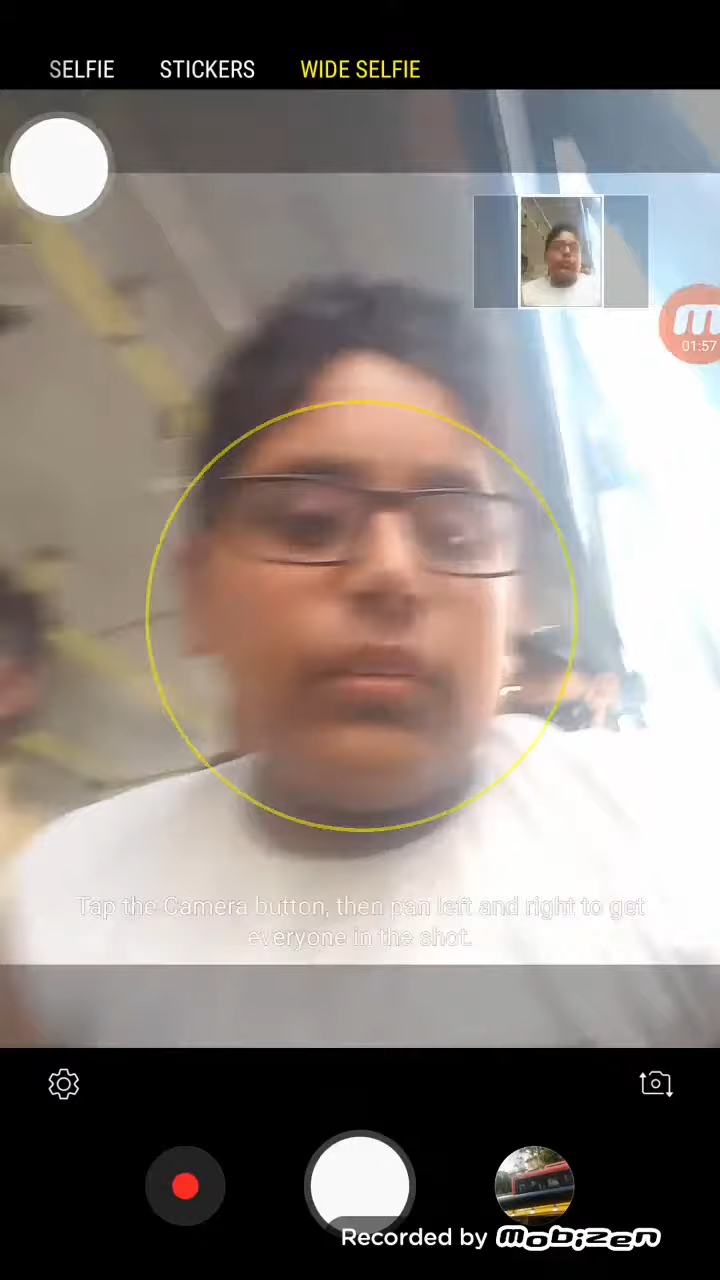 SELFIE STICKERS WIDE SELFIE
01:57
Tap the Camera button, then pan left and right to get
everyone in the shot.
Recorded by mobizen